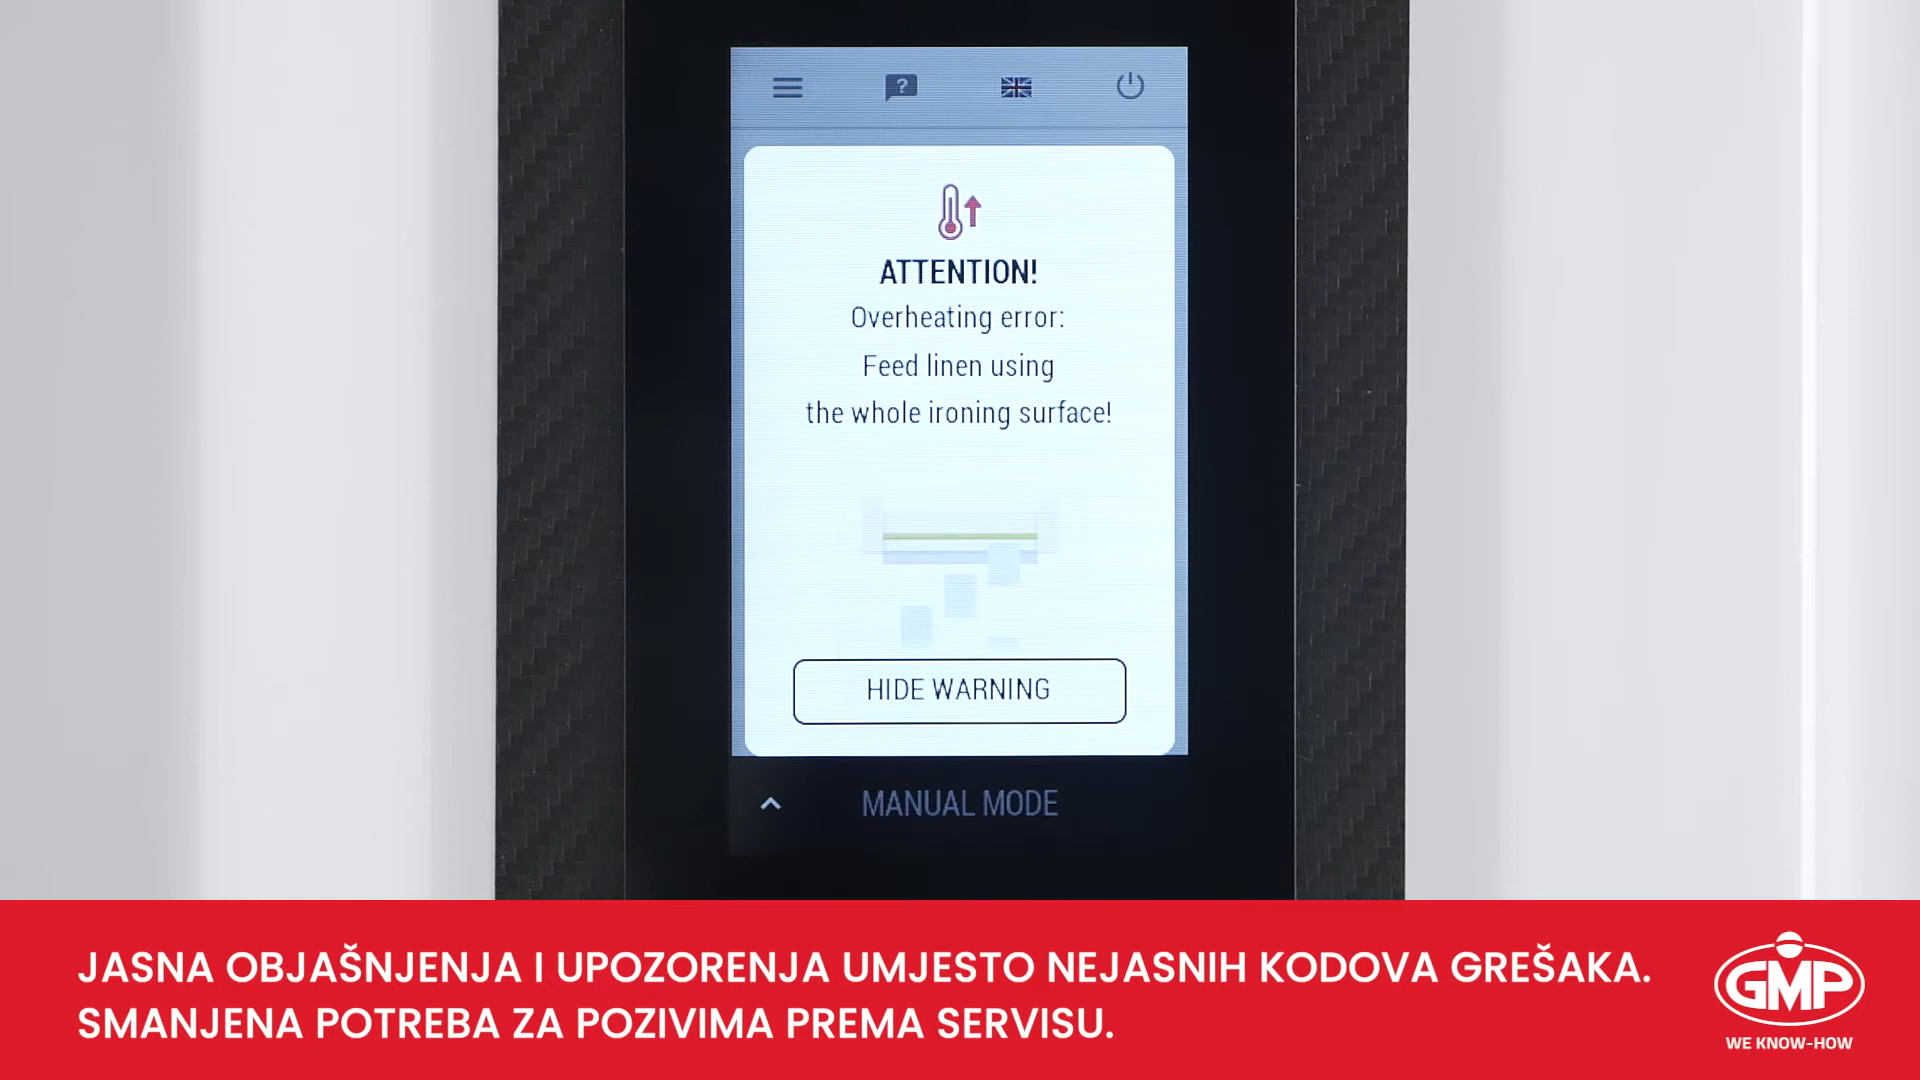 ATTENTION!
Overheating error:
Feed linen using
the whole ironing surface!
HIDE WARNING
MANUAL MODE
JASNA OBJAŠNJENJA I UPOZORENJA UMJESTO NEJASNIH KODOVA GREŠAKA.
SMANJENA POTREBA ZA POZIVIMA PREMA SERVISU.
GMP
WE KNOW-HOW